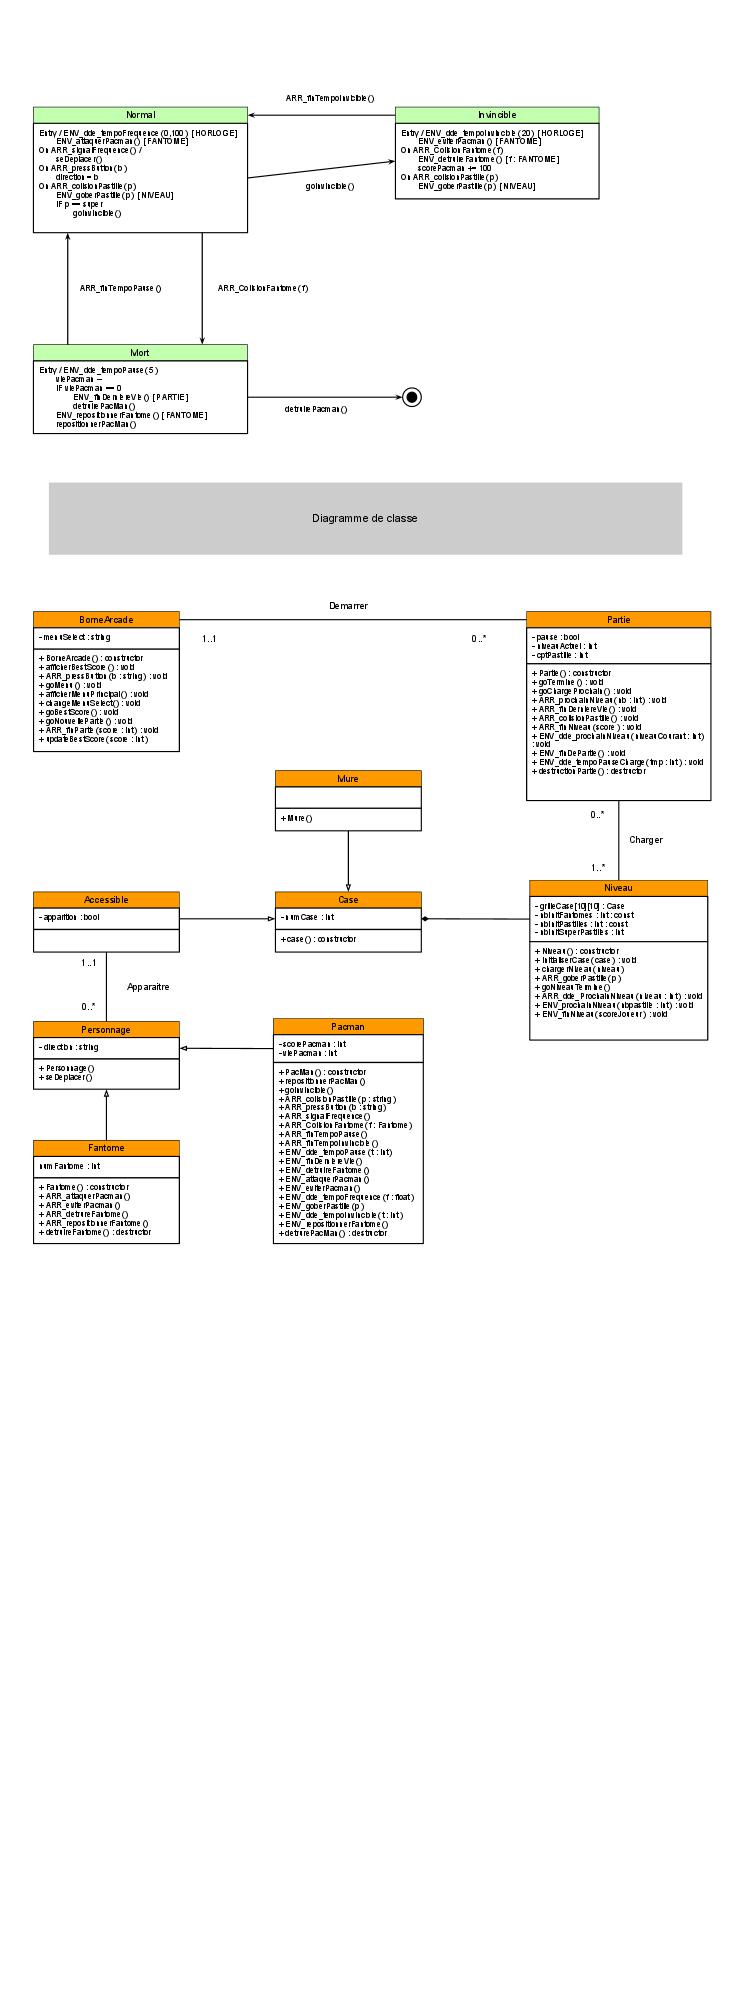 ARR_finTempoInvicible()
Normal
Entry / ENV_dde_tempoFrequence(0,100) [HORLOGE]
ENV_attaquerPacman() [FANTOME]
On ARR_signalFrequence() /
seDeplacer()
On ARR_pressButton(b)
direction = b
On ARR_colisionPastille(p)
ENV_goberPastille(p) [NIVEAU]
IF p == super
goInvincible()
Invincible
Entry / ENV_dde_tempoInvincible(20) [HORLOGE]
ENV_eviterPacman() [FANTOME]
On ARR_ColisionFantome(f)
ENV_detruireFantome() [f : FANTOME]
scorePacman += 100
On ARR_colisionPastille(p)
ENV_goberPastille(p) [NIVEAU]
goInvincible()
ARR_finTempoPause()
ARR_ColisionFantome(f)
Mort
Entry / ENV_dde_tempoPause(5)
viePacman --
IF viePacman == 0
ENV_finDerniereVie() [PARTIE]
detruirePacMan()
ENV_repositionnerFantome() [FANTOME]
repositionnerPacMan()
detruirePacman()
Diagramme de classe
Demarrer
BorneArcade
- menuSelect : string
+ BorneArcade() : constructor
+ afficherBestScore() : void
+ ARR_pressButton(b : string) : void
+ goMenu() : void
+ afficherMenuPrincipal() : void
+ changeMenuSelect() : void
+ goBestScore() : void
+ goNouvellePartie() : void
+ ARR_finPartie(score : int) : void
+ updateBestScore(score : int)
1..1
0..*
Partie
- pause : bool
- niveauActuel : int
- cptPastille : int
+ Partie() : constructor
+ goTermine() : void
+ goChargeProchain() : void
+ ARR_prochainNiveau(nb : int) : void
+ ARR_finDerniereVie() : void
+ ARR_colisionPastille() : void
+ ARR_finNiveau(score) : void
+ ENV_dde_prochainNiveau(niveauCourant : int)
: void
+ ENV_finDePartie() : void
+ ENV_dde_tempoPauseCharge(tmp : int) : void
+ destructionPartie() : destructor
Mure
+ Mure()
0..*
Charger
1..*
Accessible
- apparition : bool
Case
- numCase : int
+case() : constructor
Niveau
- grilleCase[10][10] : Case
- nbInitFantomes : int : const
- nbInitPastilles : int : const
- nbInitSuperPastilles : int
+ Niveau() : constructor
+ initialiserCase(case) : void
+ chargerNiveau(niveau)
+ ARR_goberPastille(p)
+ goNiveauTermine()
+ ARR_dde_ProchainNiveau(niveau : int) : void
+ ENV_prochainNiveau(nbpastille : int) : void
+ ENV_finNiveau(scoreJoueur) : void
1..1
Apparaitre
0..*
Personnage
- direction : string
+ Personnage()
+ seDeplacer()
Pacman
- scorePacman : int
- viePacman : int
+ PacMan() : constructor
+ repositionnerPacMan()
+ goInvincible()
+ ARR_colisionPastille(p : string)
+ ARR_pressButton(b : string)
+ ARR_signalFrequence()
+ ARR_ColisionFantome(f : Fantome)
+ ARR_finTempoPause()
+ ARR_finTempoInvincible()
+ ENV_dde_tempoPause(t : int)
+ ENV_finDerniereVie()
+ ENV_detruireFantome()
+ ENV_attaquerPacman()
+ ENV_eviterPacman()
+ ENV_dde_tempoFrequence(f : float)
+ ENV_goberPastille(p)
+ ENV_dde_tempoInvincible(t : int)
+ ENV_repositionnerFantome()
+ detruirePacMan() : destructor
Fantome
numFantome : int
+ Fantome() : constructor
+ ARR_attaquerPacman()
+ ARR_eviterPacman()
+ ARR_detruireFantome()
+ ARR_repositionnerFantome()
+ detruireFantome() : destructor